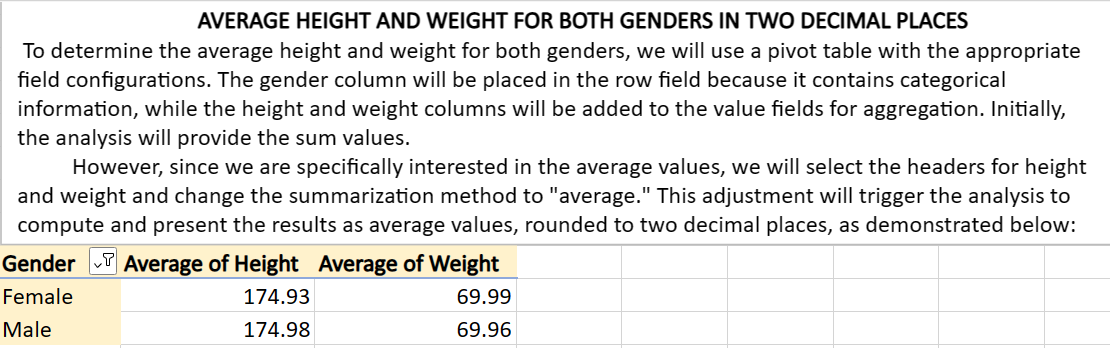 AVERAGE HEIGHT AND WEIGHT FOR BOTH GENDERS IN TWO DECIMAL PLACES
To determine the average height and weight for both genders, we will use a pivot table with the appropriate
field configurations. The gender column will be placed in the row field because it contains categorical
information, while the height and weight columns will be added to the value fields for aggregation. Initially,
the analysis will provide the sum values.
However, since we are specifically interested in the average values, we will select the headers for height
and weight and change the summarization method to "average." This adjustment will trigger the analysis to
compute and present the results as average values, rounded to two decimal places, as demonstrated below:
Gender Average of Height Average of Weight
Female 174.93 69.99
Male 174.98 69.96